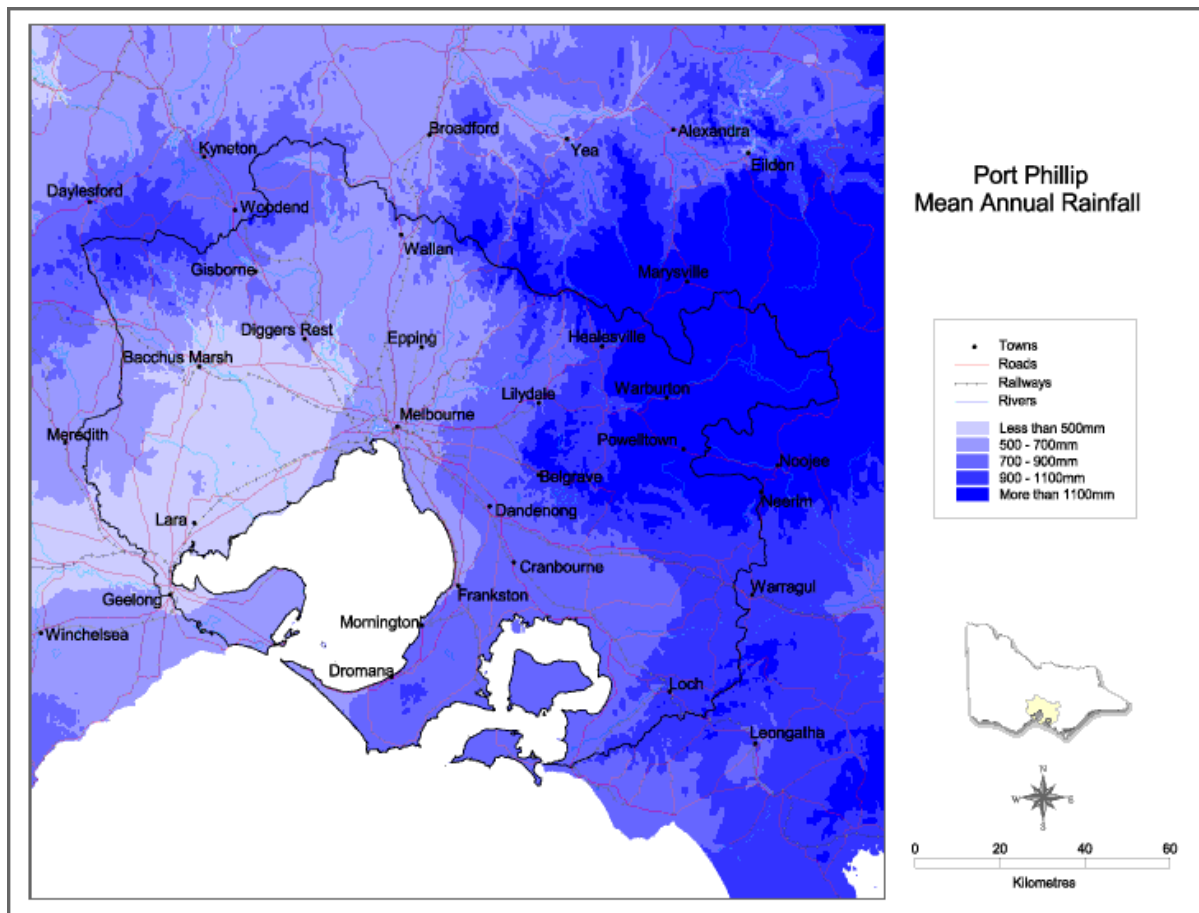 Port Phillip
Mean Annual Rainfall
Broadford
Kyneton
Yea
Alexandra
Eildon
Daylesford
Woodend
Wallan
Gisborne
Marysville
Diggers Rest
Epping
Healesville
Bacchus Marsh
Lilydale
Warburton
Melbourne
Meredith
Powelltown
Noojee
Belgrave
Neerim
Dandenong
Lara
Cranbourne
Warragul
Geelong
Frankston
Winchelsea
Mornington
Dromana
Loch
Leongatha
Towns
Roads
Railways
Rivers
Less than 500mm
500 - 700mm
700 - 900mm
900 - 1100mm
More than 1100mm
N
W E
S
0 20 40 60
Kilometres